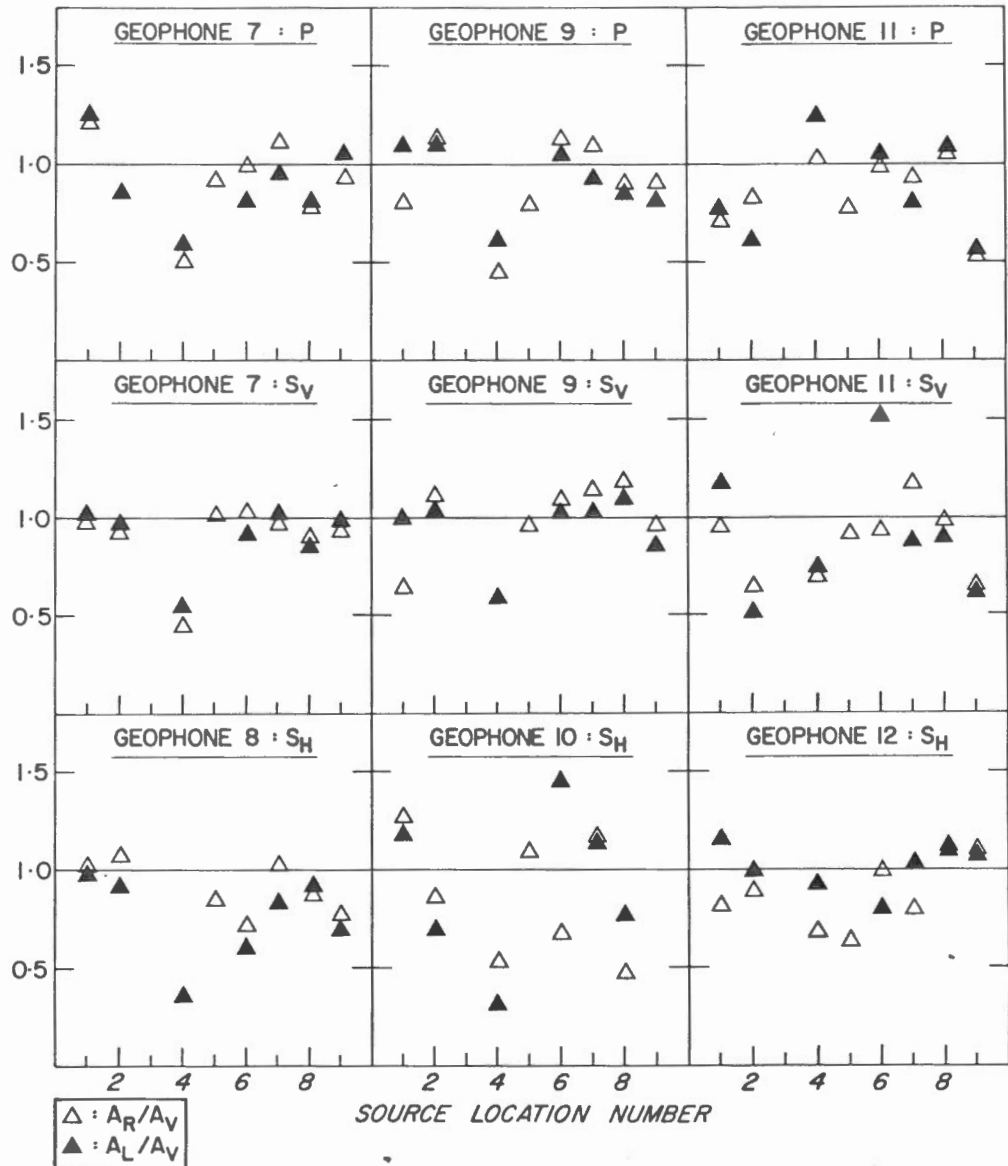 GEOPHONE 7 : P
GEOPHONE 9 : P
GEOPHONE 11 : P
1·5
1·0
0·5
GEOPHONE 7 : SV
GEOPHONE 9 : SV
GEOPHONE 11 : SV
1·5
1·0
0·5
GEOPHONE 8 : SH
GEOPHONE 10 : SH
GEOPHONE 12 : SH
1·5
1·0
0·5
2 4 6 8 2 4 6 8 2 4 6 8
SOURCE LOCATION NUMBER
△ : AR/AV
▲ : AL/AV